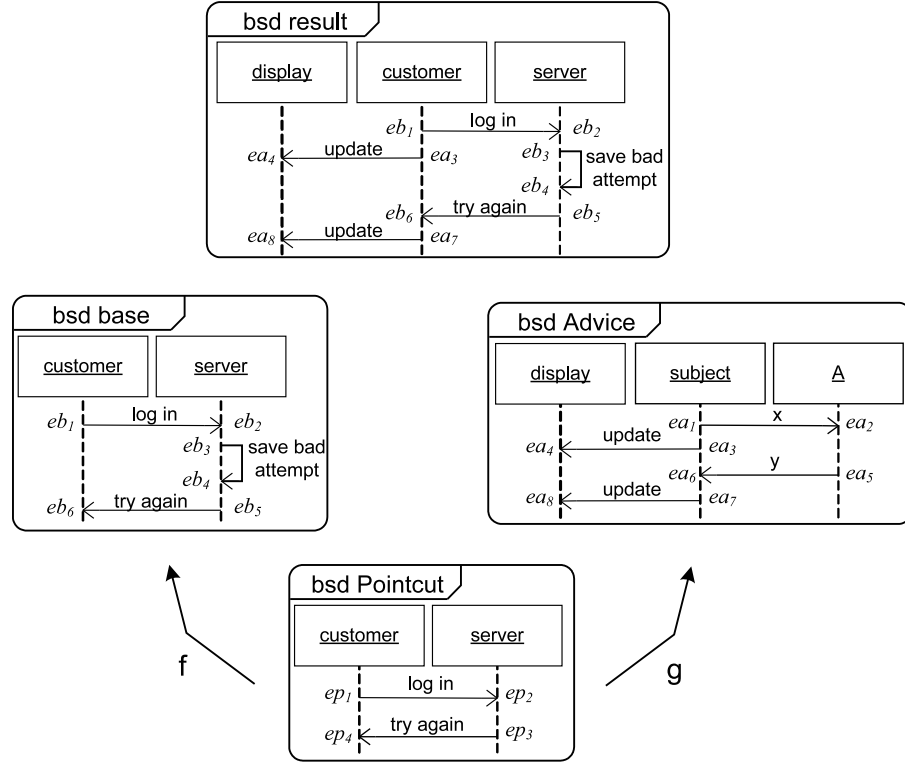 bsd result
display customer server
eb1 log in eb2
ea4 update ea3 eb3 save bad
eb4 attempt
eb6 try again eb5
ea8 update ea7
bsd base
customer server
eb1 log in eb2
eb3 save bad
eb4 attempt
eb6 try again eb5
bsd Advice
display subject A
ea1 x ea2
ea4 update ea3
ea6 y ea5
ea8 update ea7
bsd Pointcut
customer server
ep1 log in ep2
ep4 try again ep3
f
g